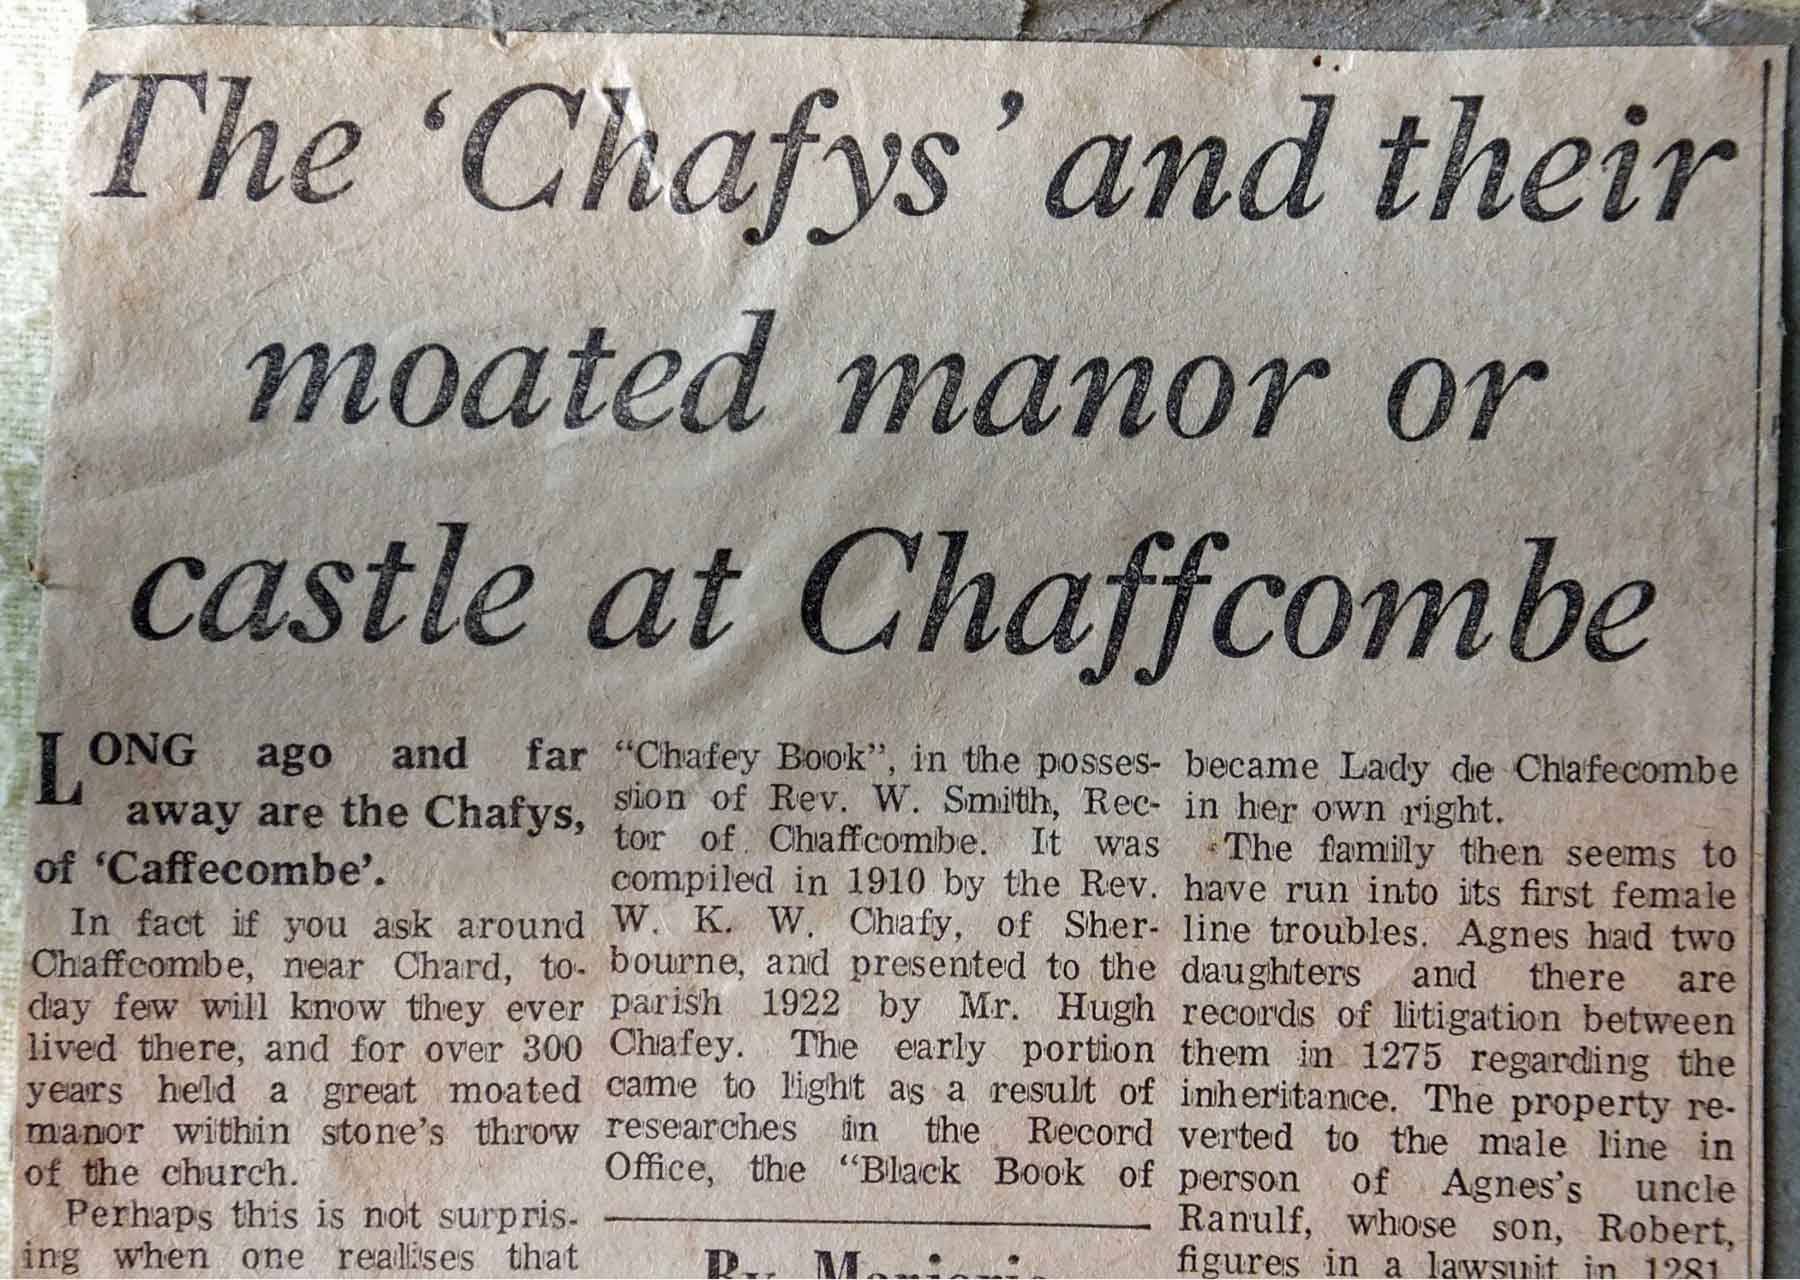 The ‘Chafys’ and their
moated manor or
castle at Chaffcombe
LONG ago and far
away are the Chafys,
of ‘Caffecombe’.
In fact if you ask around
Chaffcombe, near Chard, to-
day few will know they ever
lived there, and for over 300
years held a great moated
manor within stone’s throw
of the church.
Perhaps this is not surpris-
ing when one realises that
“Chafey Book”, in the posses-
sion of Rev. W. Smith, Rec-
tor of Chaffcombe. It was
compiled in 1910 by the Rev.
W. K. W. Chafy, of Sher-
bourne, and presented to the
parish 1922 by Mr. Hugh
Chafey. The early portion
came to light as a result of
researches in the Record
Office, the “Black Book of
By Marjorie
became Lady de Chafecombe
in her own right.
The family then seems to
have run into its first female
line troubles. Agnes had two
daughters and there are
records of litigation between
them in 1275 regarding the
inheritance. The property re-
verted to the male line in
person of Agnes’s uncle
Ranulf, whose son, Robert,
figures in a lawsuit in 1281.